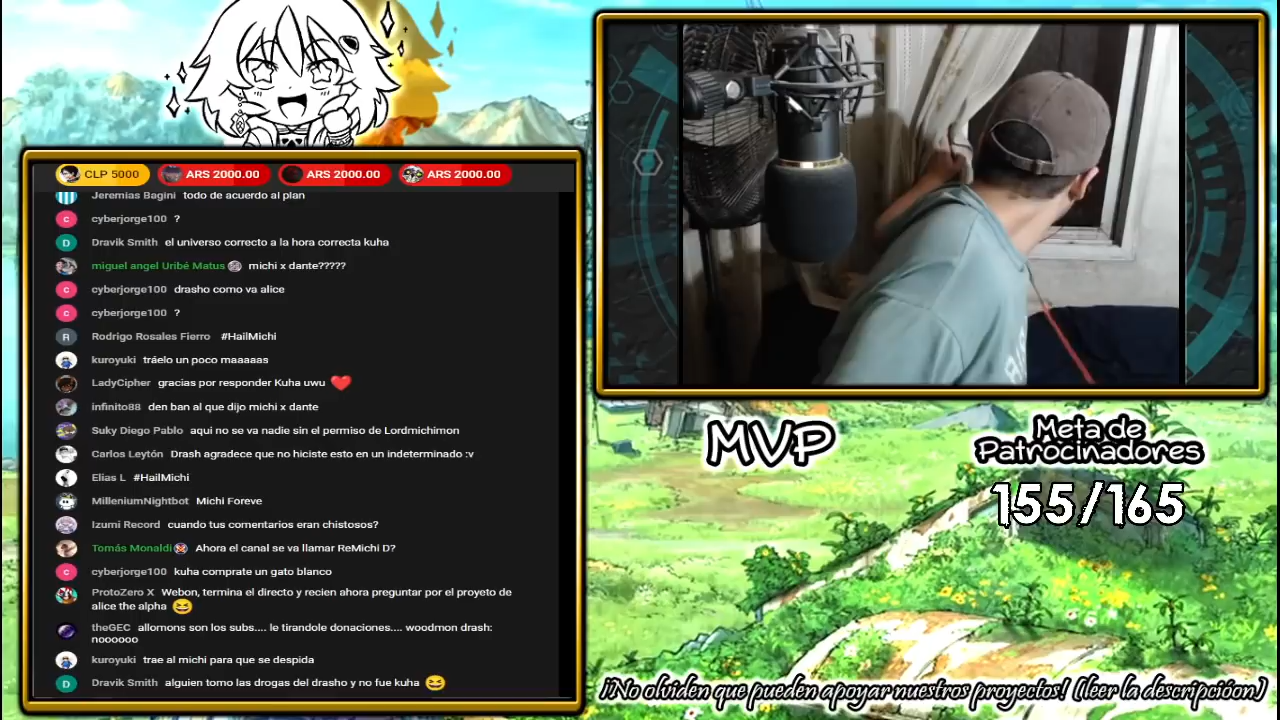 CLP 5000
ARS 2000.00
ARS 2000.00
ARS 2000.00
Jeremias Bagini todo de acuerdo al plan
cyberjorge100 ?
Dravik Smith el universo correcto a la hora correcta kuha
miguel angel Uribé Matus michi x dante?????
cyberjorge100 drasho como va alice
cyberjorge100 ?
Rodrigo Rosales Fierro #HailMichi
kuroyuki tráelo un poco maaaaas
LadyCipher gracias por responder Kuha uwu
infinito88 den ban al que dijo michi x dante
Suky Diego Pablo aqui no se va nadie sin el permiso de Lordmichimon
Carlos Leytón Drash agradece que no hiciste esto en un indeterminado :v
Elias L #HailMichi
MilleniumNightbot Michi Foreve
Izumi Record cuando tus comentarios eran chistosos?
Tomás Monaldi Ahora el canal se va llamar ReMichi D?
cyberjorge100 kuha comprate un gato blanco
ProtoZero X Webon, termina el directo y recien ahora preguntar por el proyeto de
alice the alpha
theGEC allomons son los subs.... le tirandole donaciones.... woodmon drash:
noooooo
kuroyuki trae al michi para que se despida
Dravik Smith alguien tomo las drogas del drasho y no fue kuha
MVP
Meta de
Patrocinadores
155/165
¡¡No olviden que pueden apoyar nuestros proyectos! (leer la descripcióon)